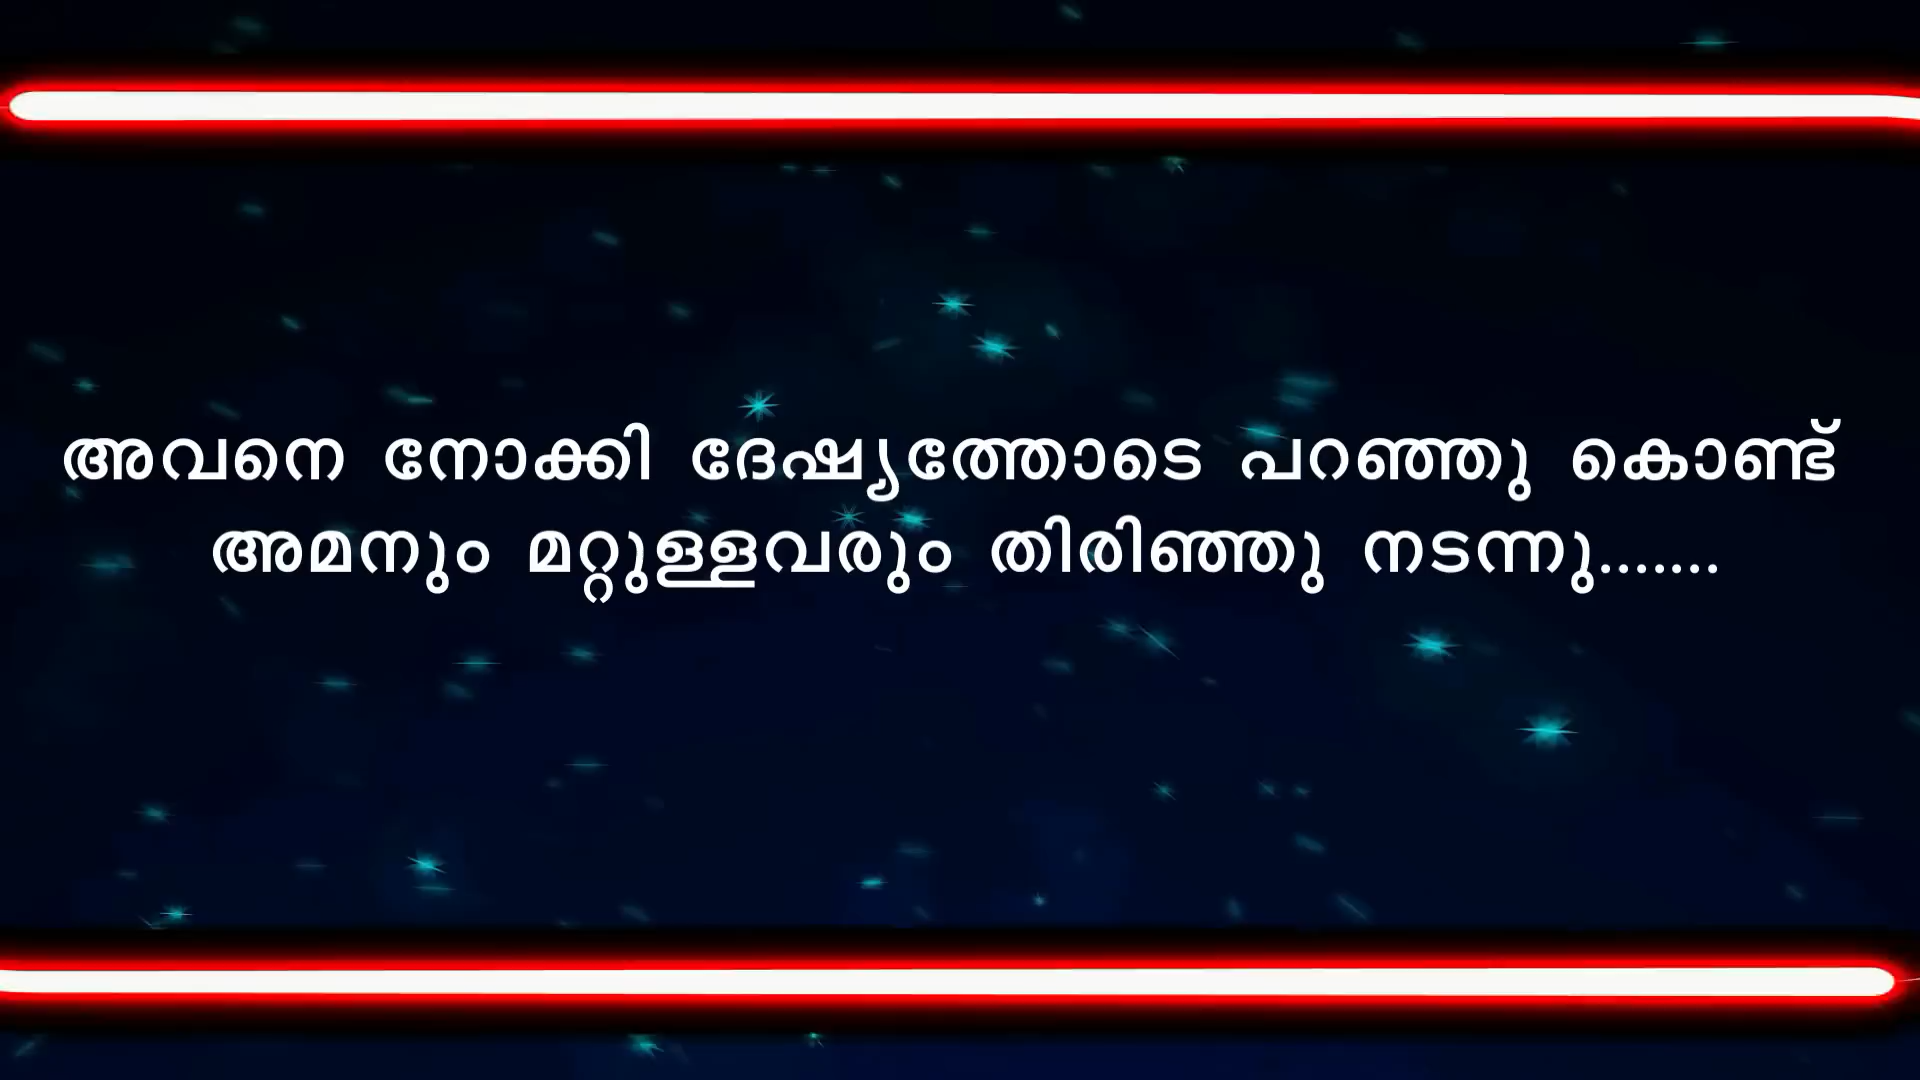 അവനെ നോക്കി ദേഷ്യത്തോടെ പറഞ്ഞു കൊണ്ട്
അമനും മറ്റുള്ളവരും തിരിഞ്ഞു നടന്നു.......